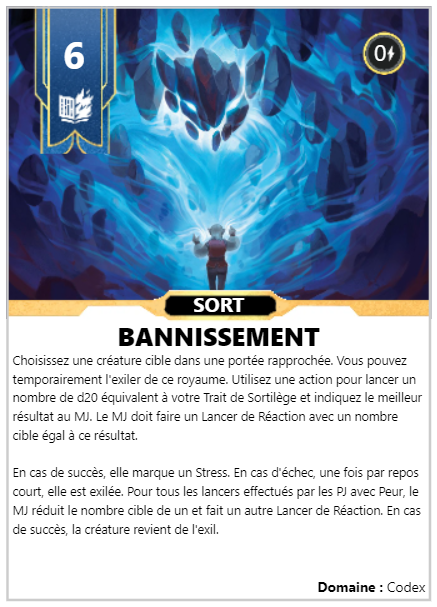 6
0
SORT
BANNISSEMENT
Choisissez une créature cible dans une portée rapprochée. Vous pouvez
temporairement l'exiler de ce royaume. Utilisez une action pour lancer un
nombre de d20 équivalent à votre Trait de Sortilège et indiquez le meilleur
résultat au MJ. Le MJ doit faire un Lancer de Réaction avec un nombre
cible égal à ce résultat.
En cas de succès, elle marque un Stress. En cas d'échec, une fois par repos
court, elle est exilée. Pour tous les lancers effectués par les PJ avec Peur, le
MJ réduit le nombre cible de un et fait un autre Lancer de Réaction. En cas
de succès, la créature revient de l'exil.
Domaine : Codex